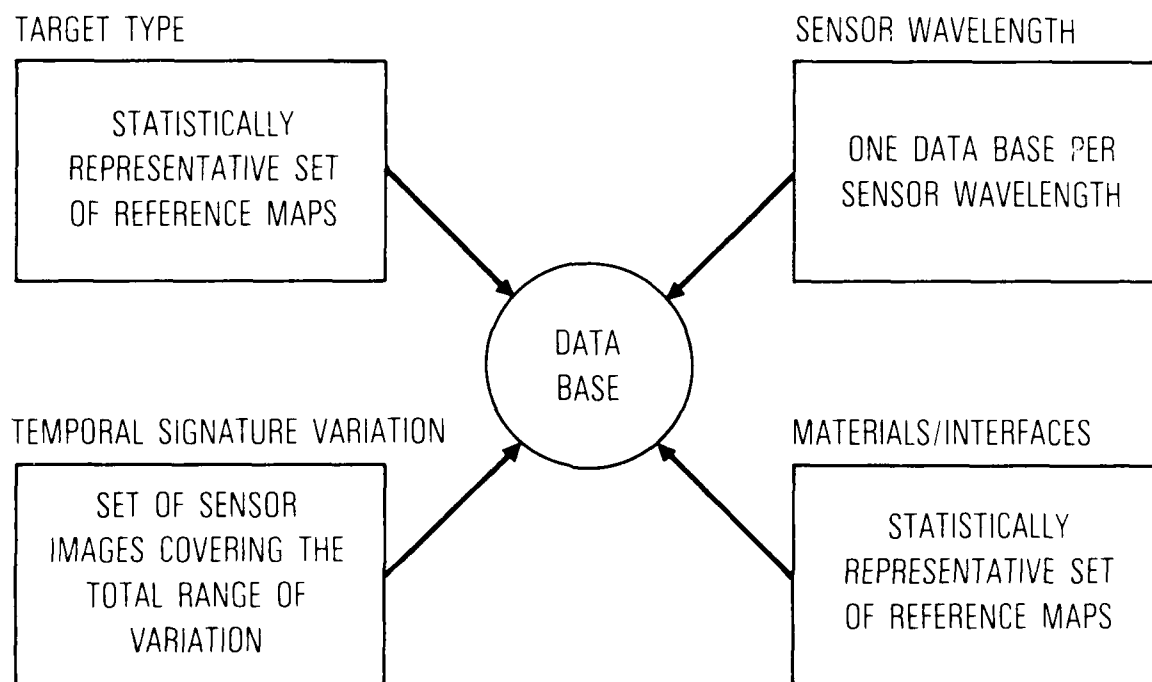 TARGET TYPE
STATISTICALLY
REPRESENTATIVE SET
OF REFERENCE MAPS
SENSOR WAVELENGTH
ONE DATA BASE PER
SENSOR WAVELENGTH
DATA
BASE
TEMPORAL SIGNATURE VARIATION
SET OF SENSOR
IMAGES COVERING THE
TOTAL RANGE OF
VARIATION
MATERIALS/INTERFACES
STATISTICALLY
REPRESENTATIVE SET
OF REFERENCE MAPS